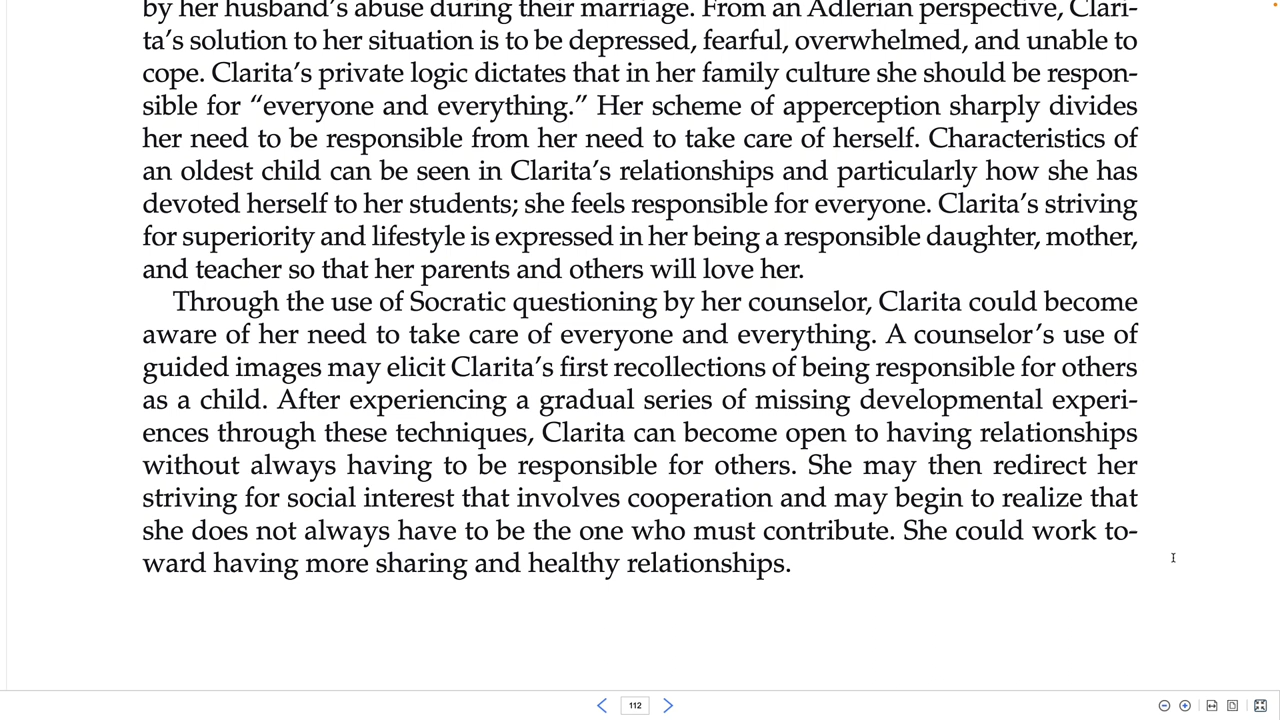 by her husband’s abuse during their marriage. From an Adlerian perspective, Clari-
ta’s solution to her situation is to be depressed, fearful, overwhelmed, and unable to
cope. Clarita’s private logic dictates that in her family culture she should be respon-
sible for “everyone and everything.” Her scheme of apperception sharply divides
her need to be responsible from her need to take care of herself. Characteristics of
an oldest child can be seen in Clarita’s relationships and particularly how she has
devoted herself to her students; she feels responsible for everyone. Clarita’s striving
for superiority and lifestyle is expressed in her being a responsible daughter, mother,
and teacher so that her parents and others will love her.
Through the use of Socratic questioning by her counselor, Clarita could become
aware of her need to take care of everyone and everything. A counselor’s use of
guided images may elicit Clarita’s first recollections of being responsible for others
as a child. After experiencing a gradual series of missing developmental experi-
ences through these techniques, Clarita can become open to having relationships
without always having to be responsible for others. She may then redirect her
striving for social interest that involves cooperation and may begin to realize that
she does not always have to be the one who must contribute. She could work to-
ward having more sharing and healthy relationships.
112